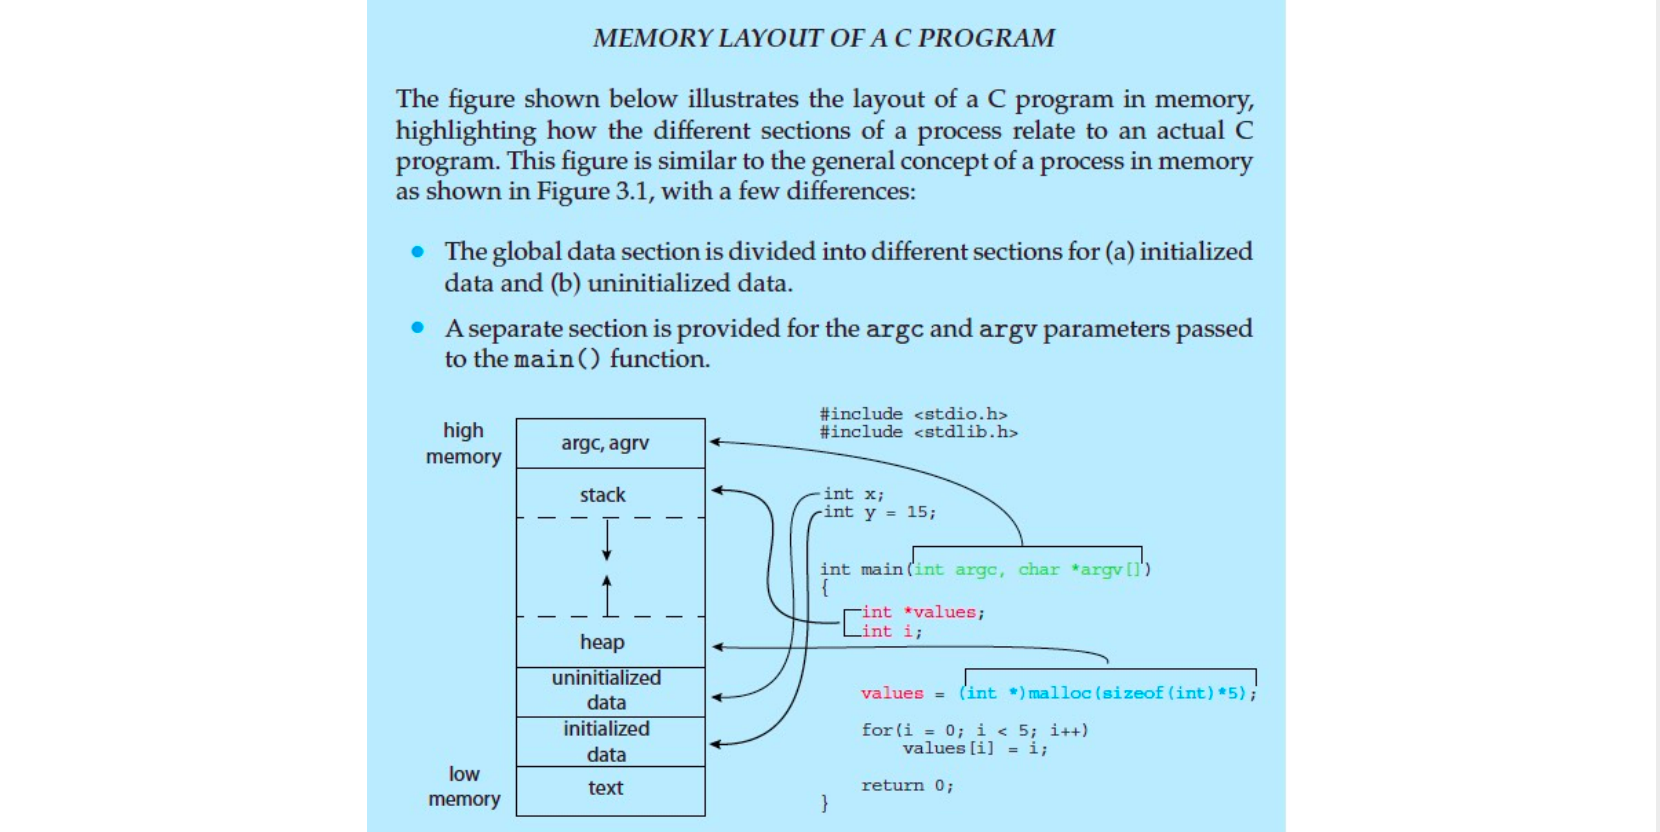 MEMORY LAYOUT OF A C PROGRAM
The figure shown below illustrates the layout of a C program in memory,
highlighting how the different sections of a process relate to an actual C
program. This figure is similar to the general concept of a process in memory
as shown in Figure 3.1, with a few differences:
• The global data section is divided into different sections for (a) initialized
data and (b) uninitialized data.
• A separate section is provided for the argc and argv parameters passed
to the main() function.
high
memory
argc, agrv
stack
heap
uninitialized
data
initialized
data
low
memory
text
#include <stdio.h>
#include <stdlib.h>
int x;
int y = 15;
int main(int argc, char *argv[])
{
int *values;
int i;
values = (int *)malloc(sizeof(int)*5);
for(i = 0; i < 5; i++)
values[i] = i;
return 0;
}